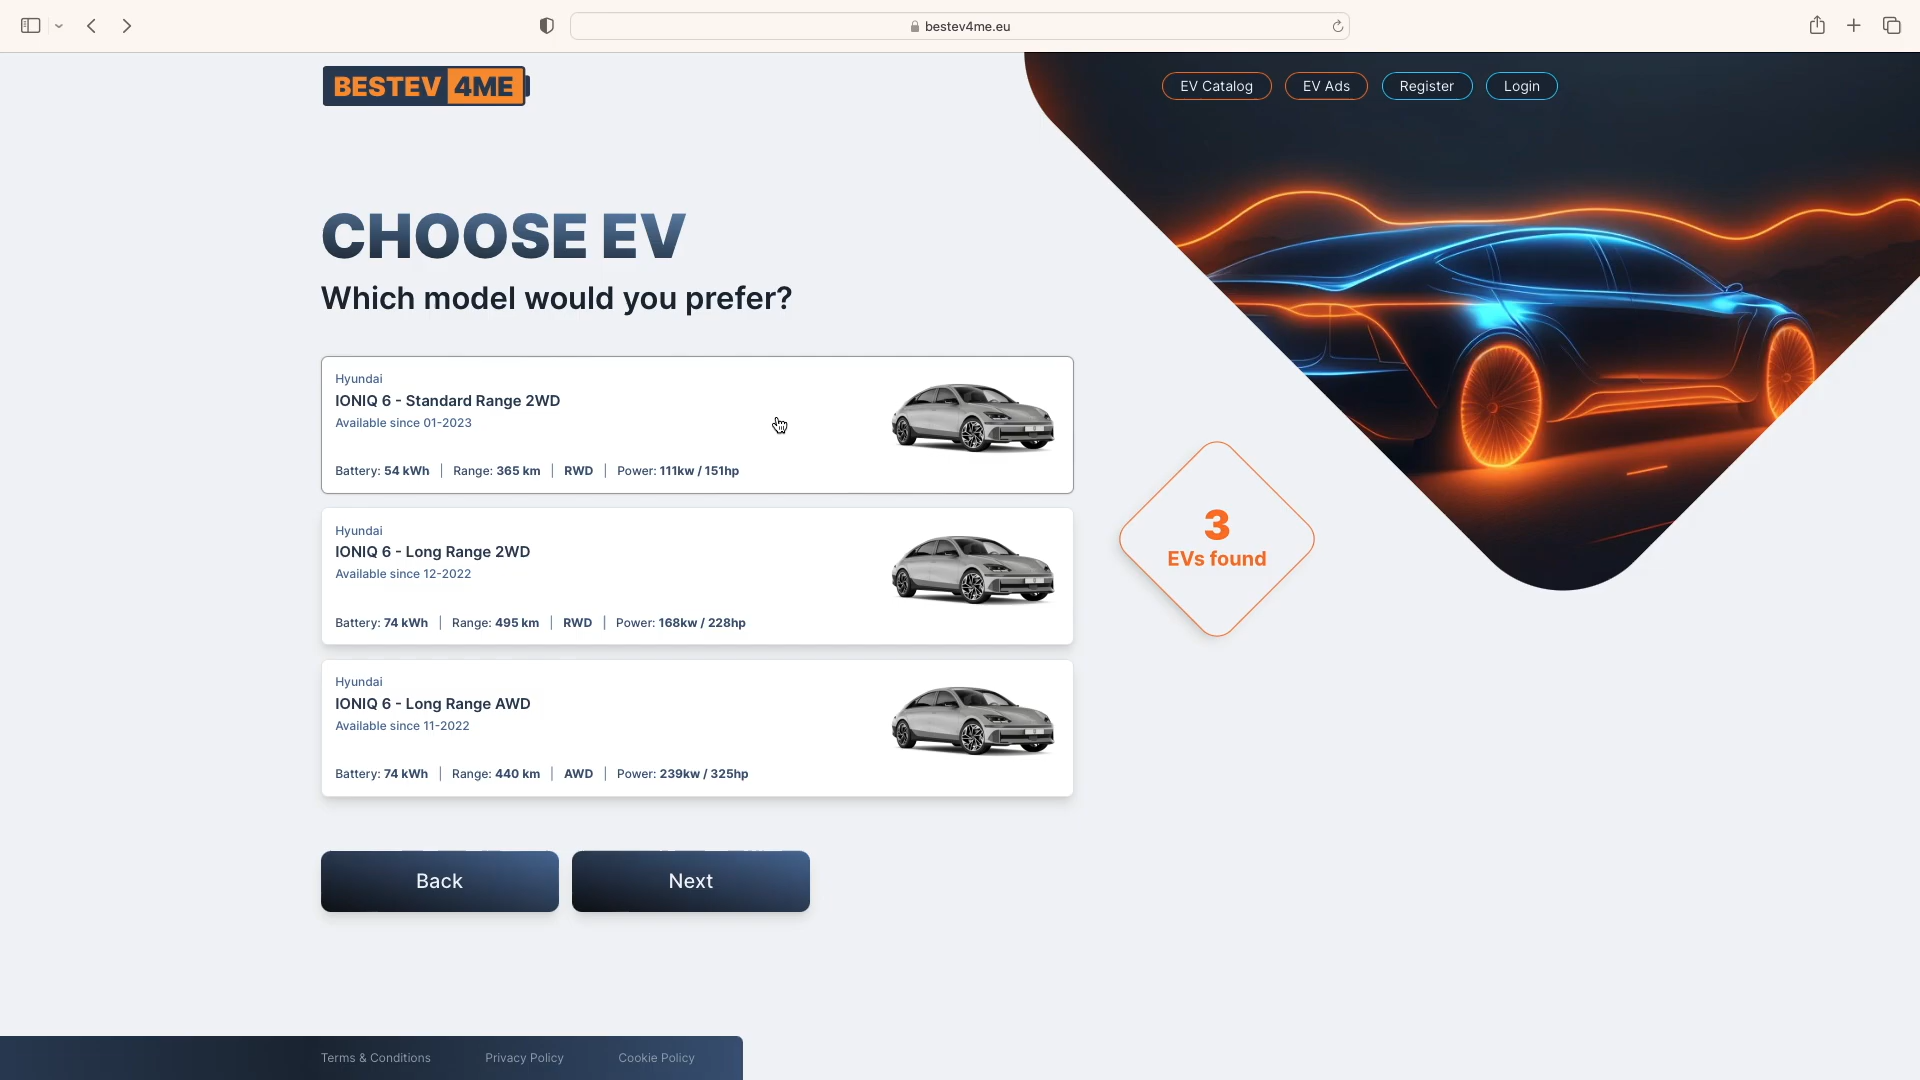 bestev4me.eu
BESTEV 4ME
EV Catalog
EV Ads
Register
Login
CHOOSE EV
Which model would you prefer?
Hyundai
IONIQ 6 - Standard Range 2WD
Available since 01-2023
Battery: 54 kWh | Range: 365 km | RWD | Power: 111kw / 151hp
Hyundai
IONIQ 6 - Long Range 2WD
Available since 12-2022
Battery: 74 kWh | Range: 495 km | RWD | Power: 168kw / 228hp
3
EVs found
Hyundai
IONIQ 6 - Long Range AWD
Available since 11-2022
Battery: 74 kWh | Range: 440 km | AWD | Power: 239kw / 325hp
Back
Next
Terms & Conditions
Privacy Policy
Cookie Policy